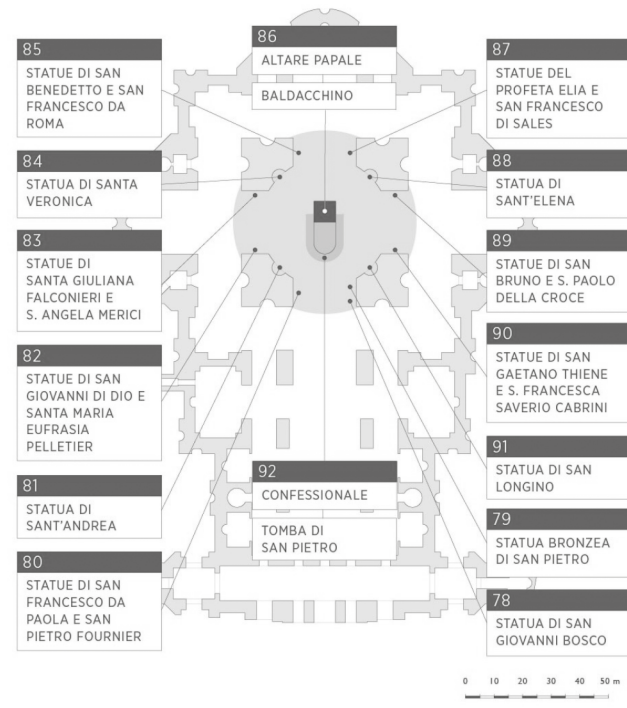 85
STATUE DI SAN
BENEDETTO E SAN
FRANCESCO DA
ROMA
84
STATUA DI SANTA
VERONICA
83
STATUE DI
SANTA GIULIANA
FALCONIERI E
S. ANGELA MERICI
82
STATUE DI SAN
GIOVANNI DI DIO E
SANTA MARIA
EUFRASIA
PELLETIER
81
STATUA DI
SANT'ANDREA
80
STATUE DI SAN
FRANCESCO DA
PAOLA E SAN
PIETRO FOURNIER
86
ALTARE PAPALE
BALDACCHINO
92
CONFESSIONALE
TOMBA DI
SAN PIETRO
87
STATUE DEL
PROFETA ELIA E
SAN FRANCESCO
DI SALES
88
STATUA DI
SANT'ELENA
89
STATUE DI SAN
BRUNO E S. PAOLO
DELLA CROCE
90
STATUE DI SAN
GAETANO THIENE
E S. FRANCESCA
SAVERIO CABRINI
91
STATUA DI SAN
LONGINO
79
STATUA BRONZEA
DI SAN PIETRO
78
STATUA DI SAN
GIOVANNI BOSCO
0 10 20 30 40 50 m